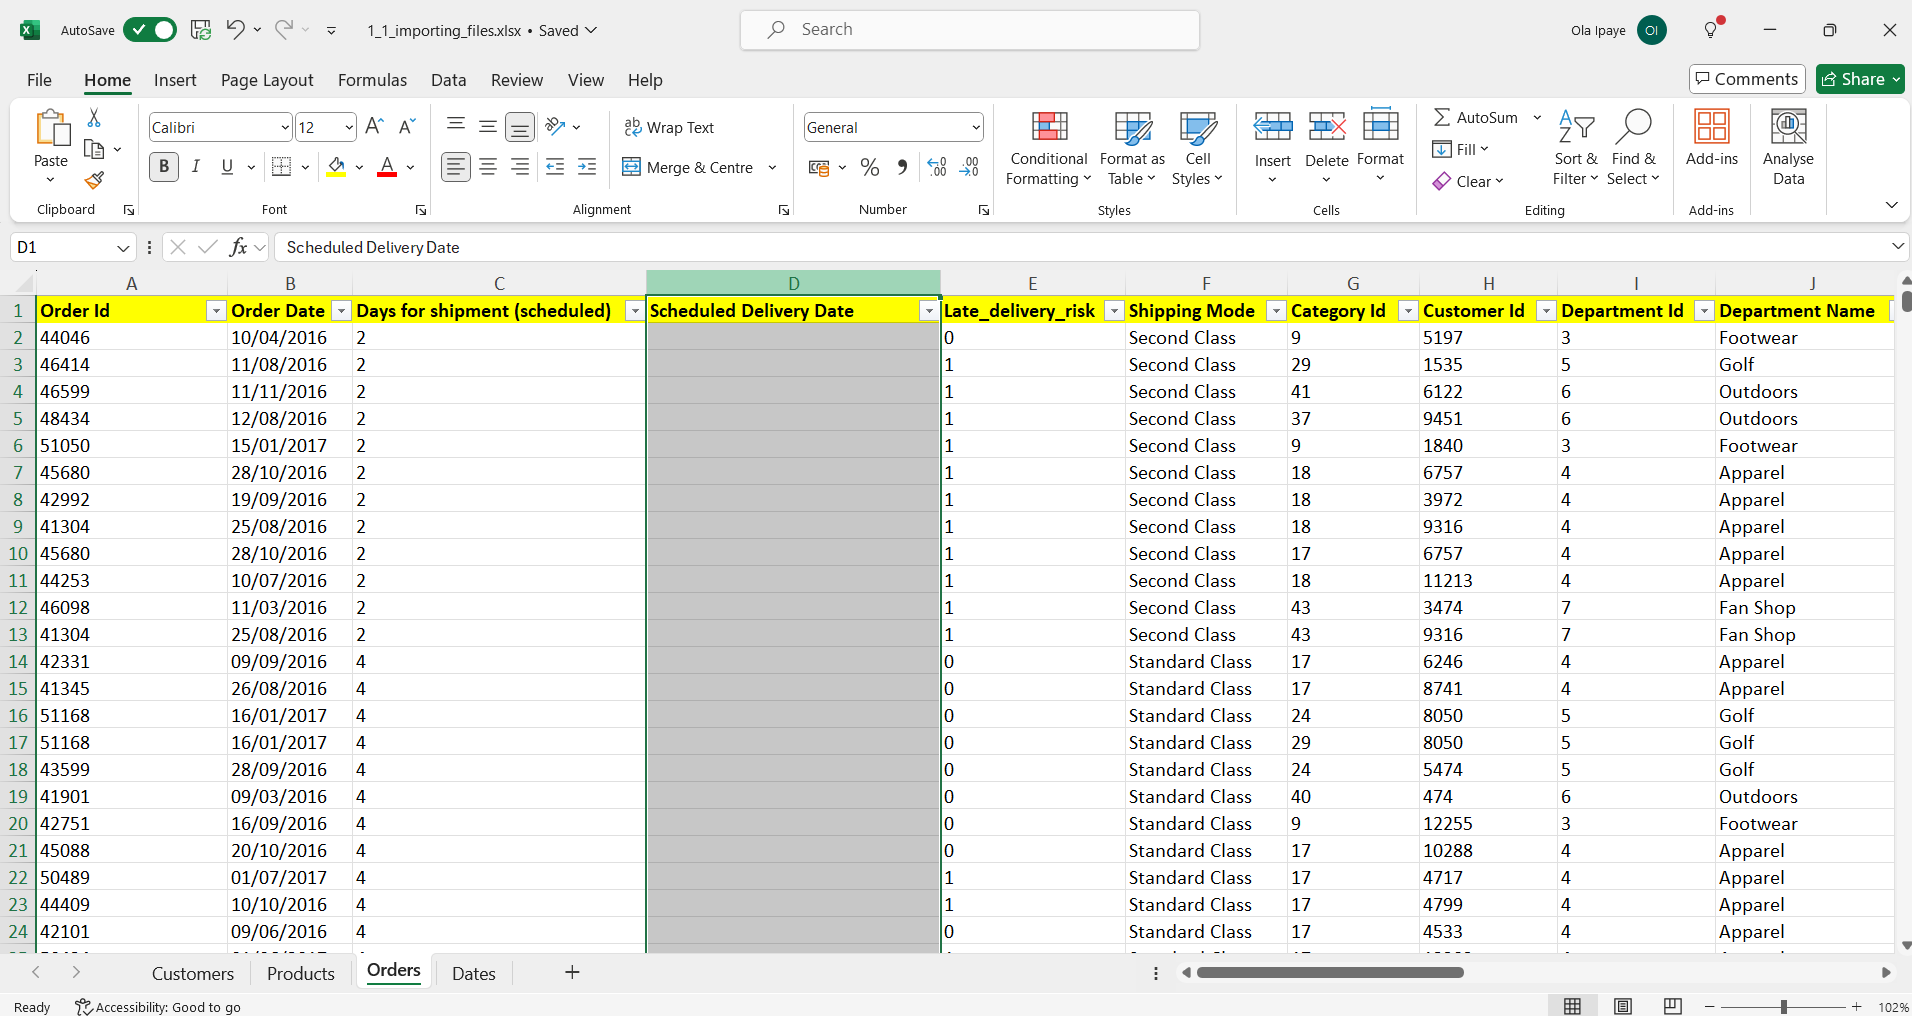 AutoSave 1_1_importing_files.xlsx • Saved Search Ola Ipaye OI
File Home Insert Page Layout Formulas Data Review View Help Comments Share
Paste
Clipboard
Calibri 12
B I U A
Font
Wrap Text
Merge & Centre
Alignment
General
%
Number
Conditional Formatting
Format as Table
Cell Styles
Styles
Insert Delete Format
Cells
AutoSum
Fill
Clear
Sort & Filter
Find & Select
Editing
Add-ins
Add-ins
Analyse Data
D1 fx Scheduled Delivery Date
A B C D E F G H I J
1 Order Id Order Date Days for shipment (scheduled) Scheduled Delivery Date Late_delivery_risk Shipping Mode Category Id Customer Id Department Id Department Name
2 44046 10/04/2016 2 0 Second Class 9 5197 3 Footwear
3 46414 11/08/2016 2 1 Second Class 29 1535 5 Golf
4 46599 11/11/2016 2 1 Second Class 41 6122 6 Outdoors
5 48434 12/08/2016 2 1 Second Class 37 9451 6 Outdoors
6 51050 15/01/2017 2 1 Second Class 9 1840 3 Footwear
7 45680 28/10/2016 2 1 Second Class 18 6757 4 Apparel
8 42992 19/09/2016 2 1 Second Class 18 3972 4 Apparel
9 41304 25/08/2016 2 1 Second Class 18 9316 4 Apparel
10 45680 28/10/2016 2 1 Second Class 17 6757 4 Apparel
11 44253 10/07/2016 2 1 Second Class 18 11213 4 Apparel
12 46098 11/03/2016 2 1 Second Class 43 3474 7 Fan Shop
13 41304 25/08/2016 2 1 Second Class 43 9316 7 Fan Shop
14 42331 09/09/2016 4 0 Standard Class 17 6246 4 Apparel
15 41345 26/08/2016 4 0 Standard Class 17 8741 4 Apparel
16 51168 16/01/2017 4 0 Standard Class 24 8050 5 Golf
17 51168 16/01/2017 4 0 Standard Class 29 8050 5 Golf
18 43599 28/09/2016 4 0 Standard Class 24 5474 5 Golf
19 41901 09/03/2016 4 0 Standard Class 40 474 6 Outdoors
20 42751 16/09/2016 4 0 Standard Class 9 12255 3 Footwear
21 45088 20/10/2016 4 0 Standard Class 17 10288 4 Apparel
22 50489 01/07/2017 4 1 Standard Class 17 4717 4 Apparel
23 44409 10/10/2016 4 1 Standard Class 17 4799 4 Apparel
24 42101 09/06/2016 4 0 Standard Class 17 4533 4 Apparel
Customers Products Orders Dates
Ready Accessibility: Good to go 102%